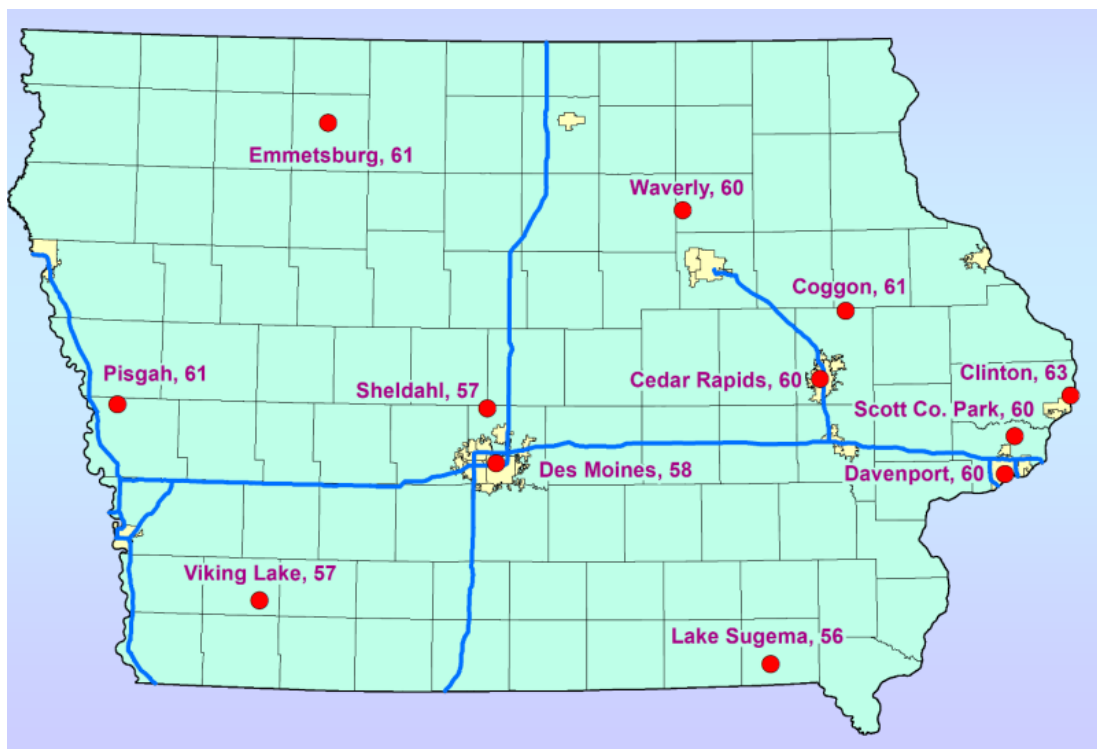 Emmetsburg, 61
Waverly, 60
Coggon, 61
Pisgah, 61
Sheldahl, 57
Cedar Rapids, 60
Clinton, 63
Scott Co. Park, 60
Des Moines, 58
Davenport, 60
Viking Lake, 57
Lake Sugema, 56